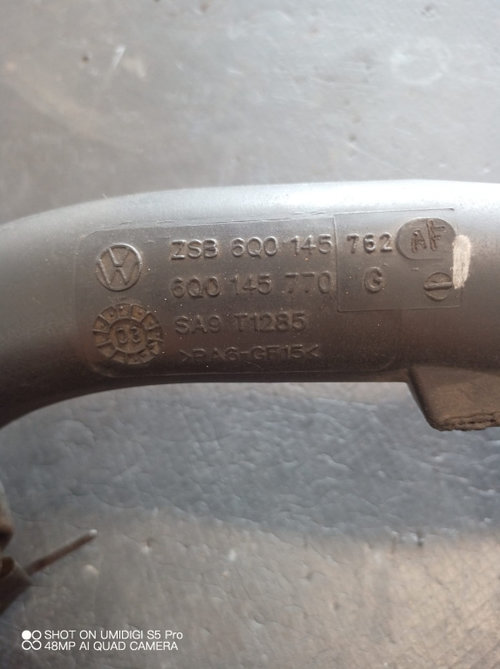 ZSB 6Q0 145 762 AF
6Q0 145 770 G
SA9 T1285
03
>PA6-GF15<
SHOT ON UMIDIGI S5 Pro
48MP AI QUAD CAMERA